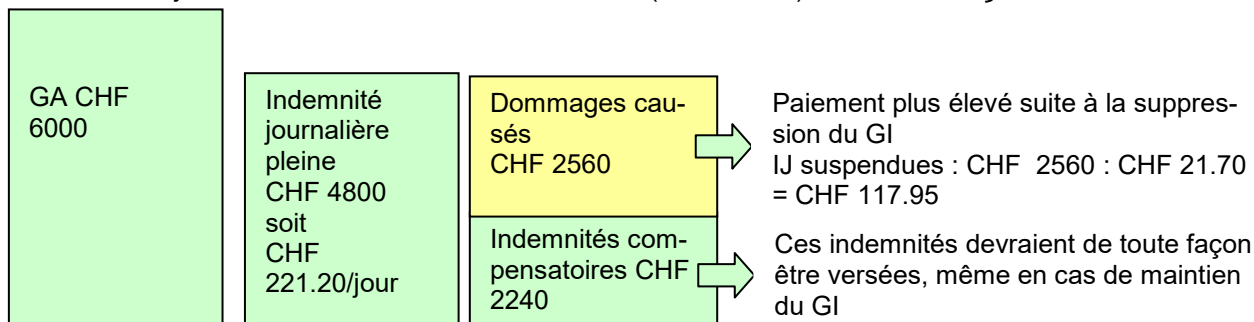 GA CHF
6000
Indemnité
journalière
pleine
CHF 4800
soit
CHF
221.20/jour
Dommages cau-
sés
CHF 2560
Indemnités com-
pensatoires CHF
2240
Paiement plus élevé suite à la suppres-
sion du GI
IJ suspendues : CHF  2560 : CHF 21.70
= CHF 117.95
Ces indemnités devraient de toute façon
être versées, même en cas de maintien
du GI